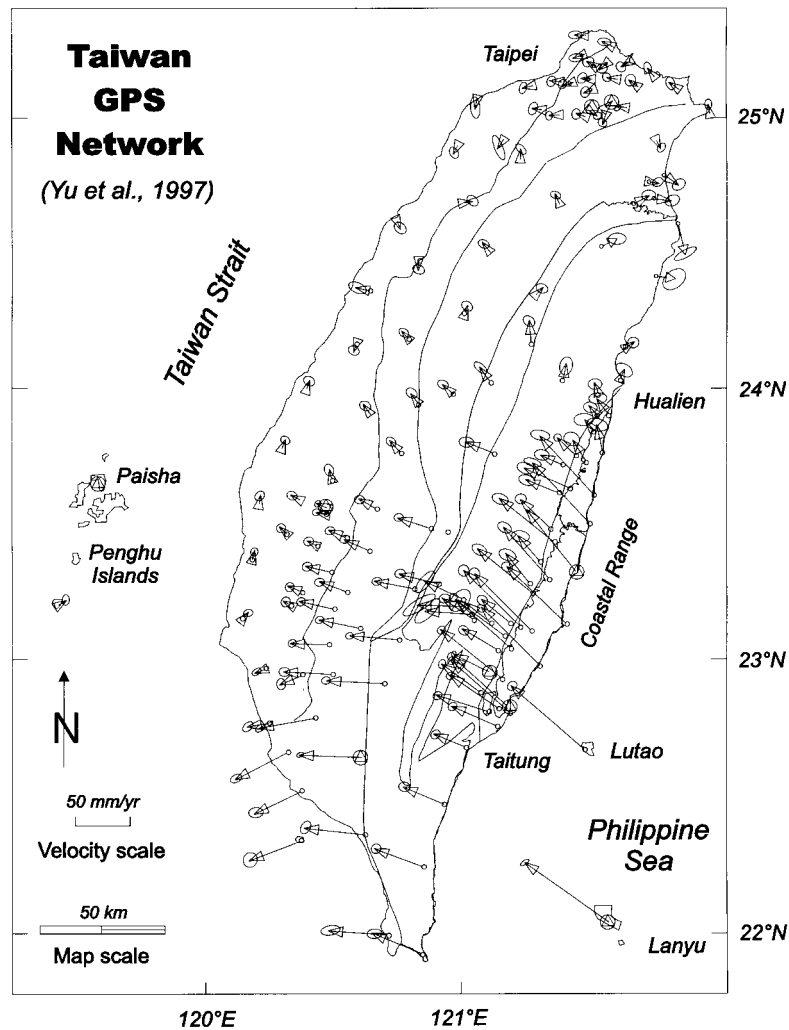 Taiwan
GPS
Network
(Yu et al., 1997)
Taipei
25°N
Taiwan Strait
24°N
Hualien
Paisha
Penghu
Islands
Coastal Range
23°N
N
Taitung
Lutao
50 mm/yr
Velocity scale
Philippine
Sea
50 km
Map scale
22°N
Lanyu
120°E
121°E